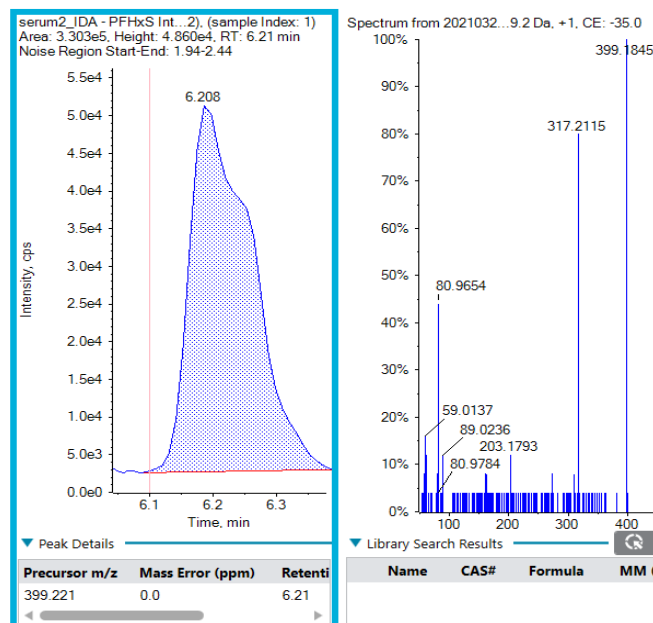 serum2_IDA - PFHxS Int...2), (sample Index: 1)
Area: 3.303e5, Height: 4.860e4, RT: 6.21 min
Noise Region Start-End: 1.94-2.44
5.5e4
5.0e4
4.5e4
4.0e4
3.5e4
3.0e4
2.5e4
2.0e4
1.5e4
1.0e4
5.0e3
0.0e0
Intensity, cps
6.208
6.1 6.2 6.3
Time, min
Peak Details
Precursor m/z Mass Error (ppm) Retenti
399.221 0.0 6.21
Spectrum from 2021032...9.2 Da, +1, CE: -35.0
100%
90%
80%
70%
60%
50%
40%
30%
20%
10%
0%
399.1845
317.2115
80.9654
59.0137
89.0236
80.9784
203.1793
100 200 300 400
Library Search Results
Name CAS# Formula MM (